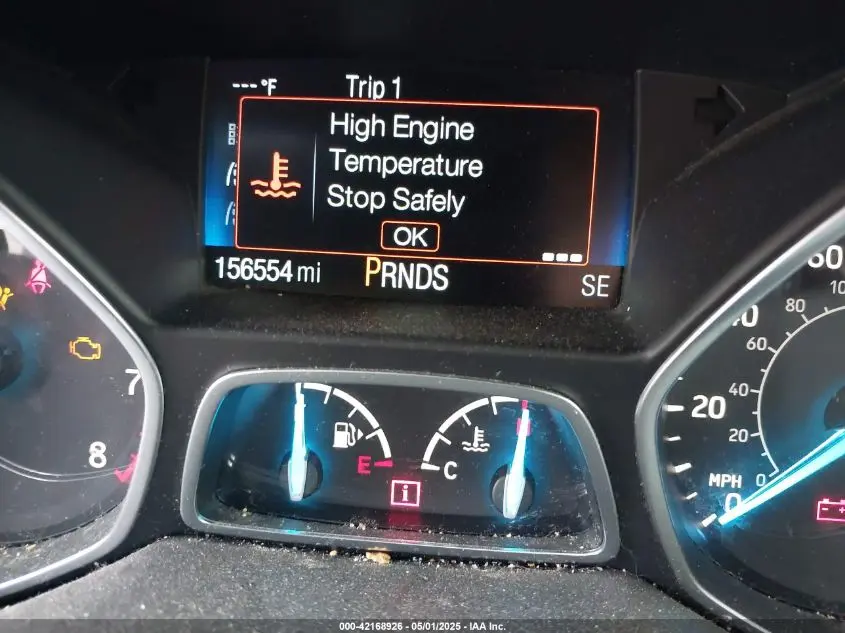 ---°F Trip 1
High Engine
Temperature
Stop Safely
OK
156554 mi PRNDS SE
7
8
E
C
i
60
40
20
0
MPH
80
60
40
20
0
000-42168926 - 05/01/2025 - IAA Inc.